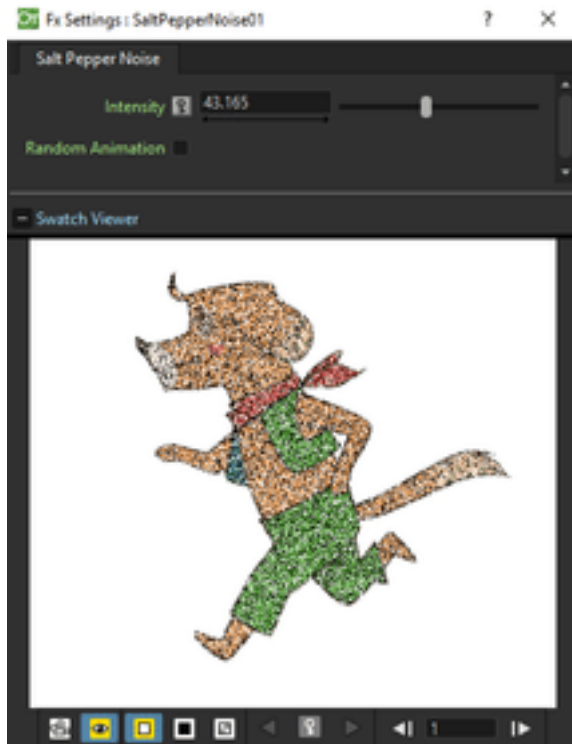 Fx Settings : SaltPepperNoise01
Salt Pepper Noise
Intensity 43.165
Random Animation
Swatch Viewer
1